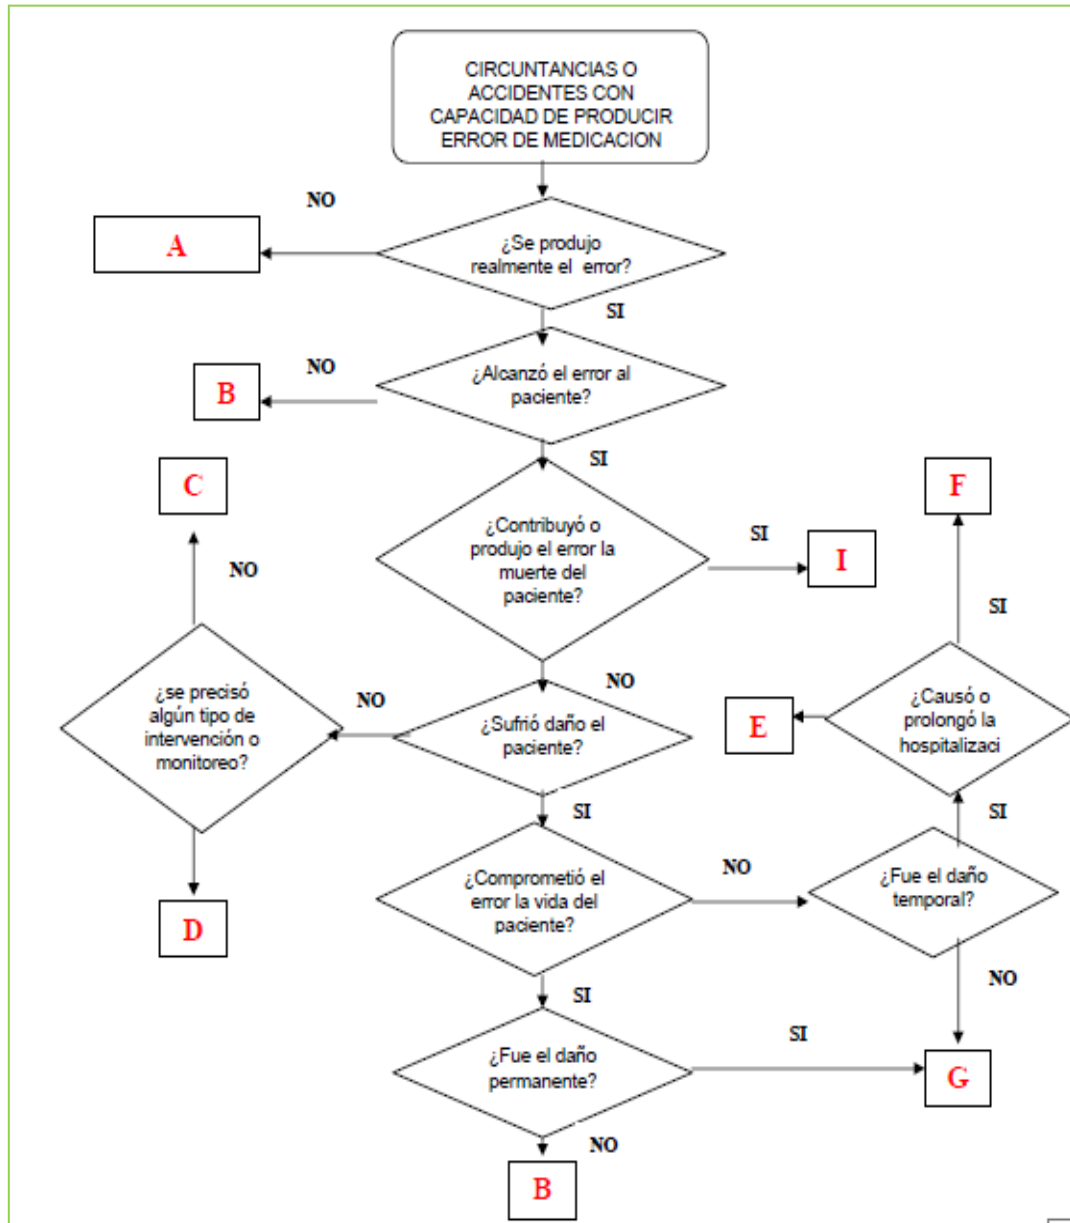 CIRCUNTANCIAS O
ACCIDENTES CON
CAPACIDAD DE PRODUCIR
ERROR DE MEDICACION
NO
A
¿Se produjo
realmente el error?
SI
NO
B
¿Alcanzó el error al
paciente?
SI
C
F
¿Contribuyó o
produjo el error la
muerte del
paciente?
SI
I
NO
SI
¿se precisó
algún tipo de
intervención o
monitoreo?
NO
NO
¿Sufrió daño el
paciente?
E
¿Causó o
prolongó la
hospitalizaci
SI
SI
¿Comprometió el
error la vida del
paciente?
NO
¿Fue el daño
temporal?
D
NO
SI
¿Fue el daño
permanente?
SI
G
NO
B